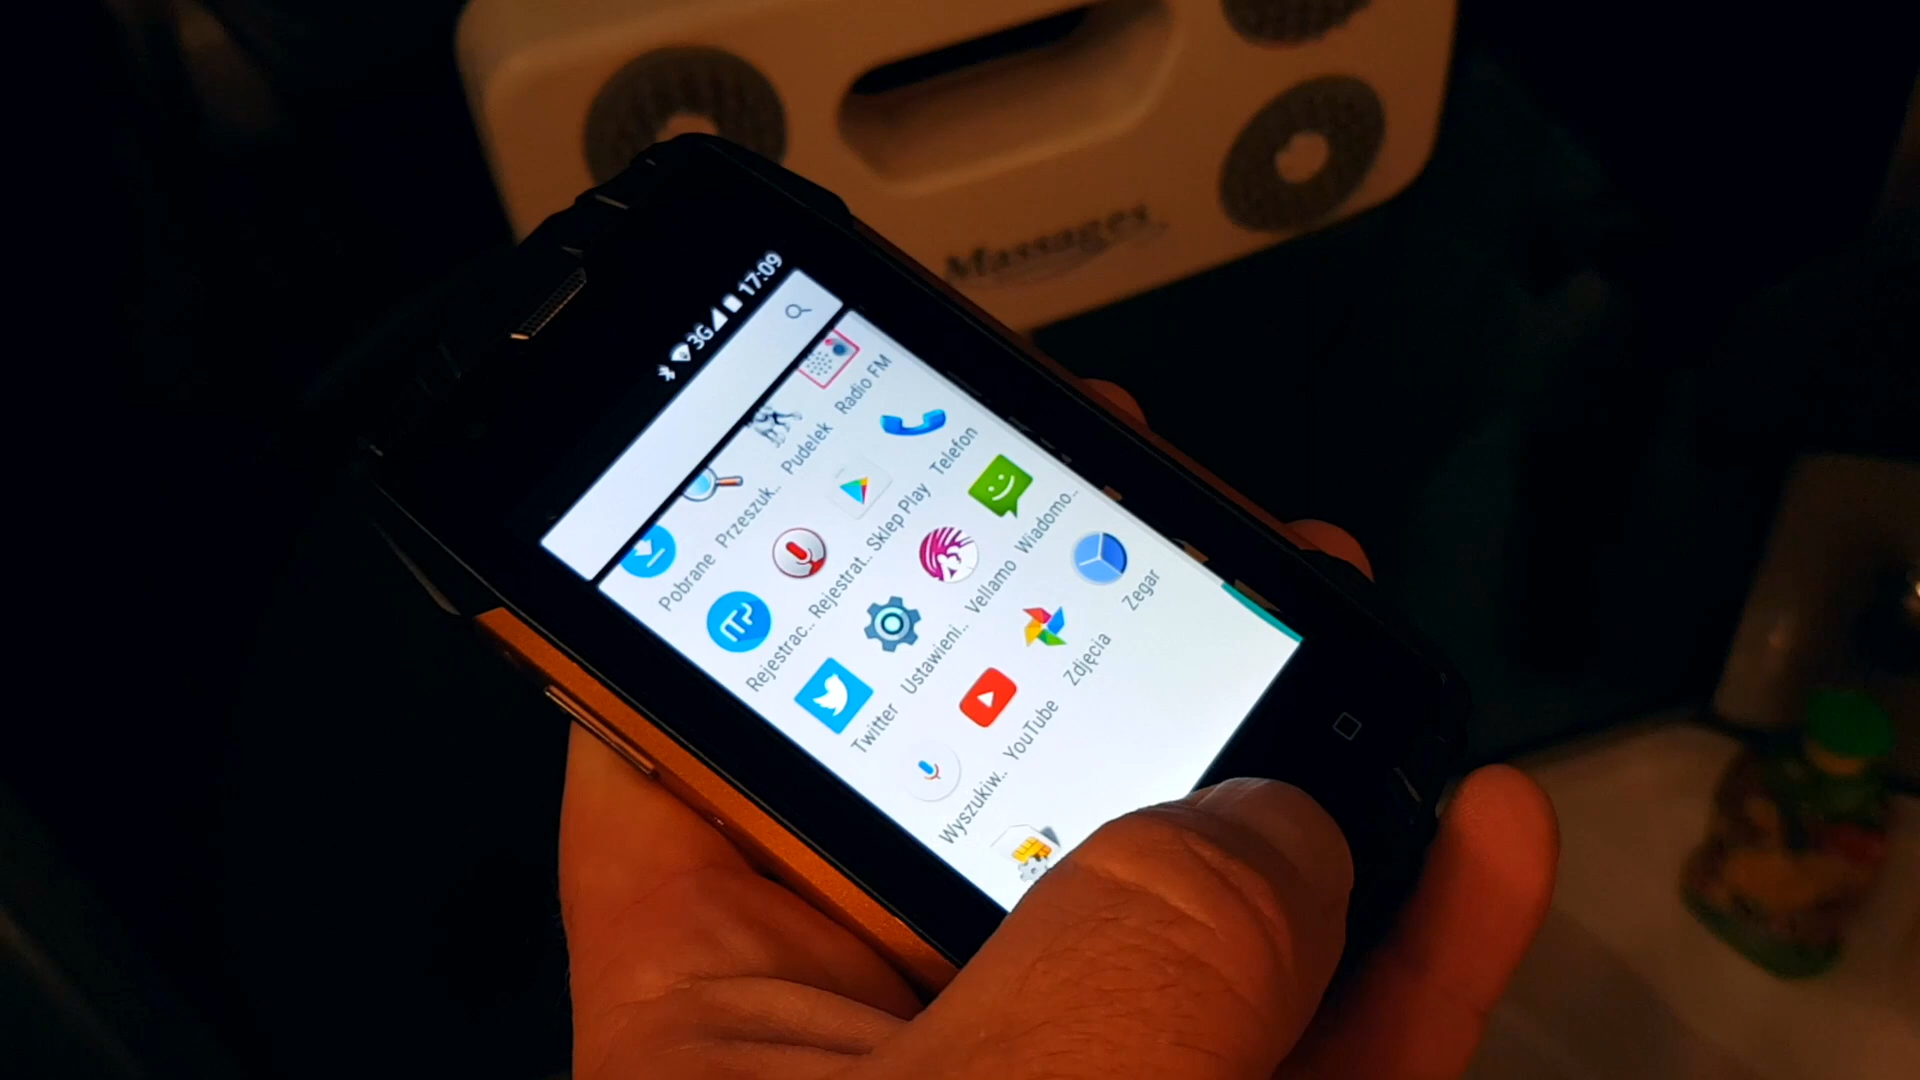 Massages
3G 17:09
Pobrane
Przeszuk..
Pudelek
Radio FM
Rejestrac..
Rejestrat..
Sklep Play
Telefon
Twitter
Ustawieni..
Vellamo
Wiadomo..
Wyszukiw..
YouTube
Zdjęcia
Zegar